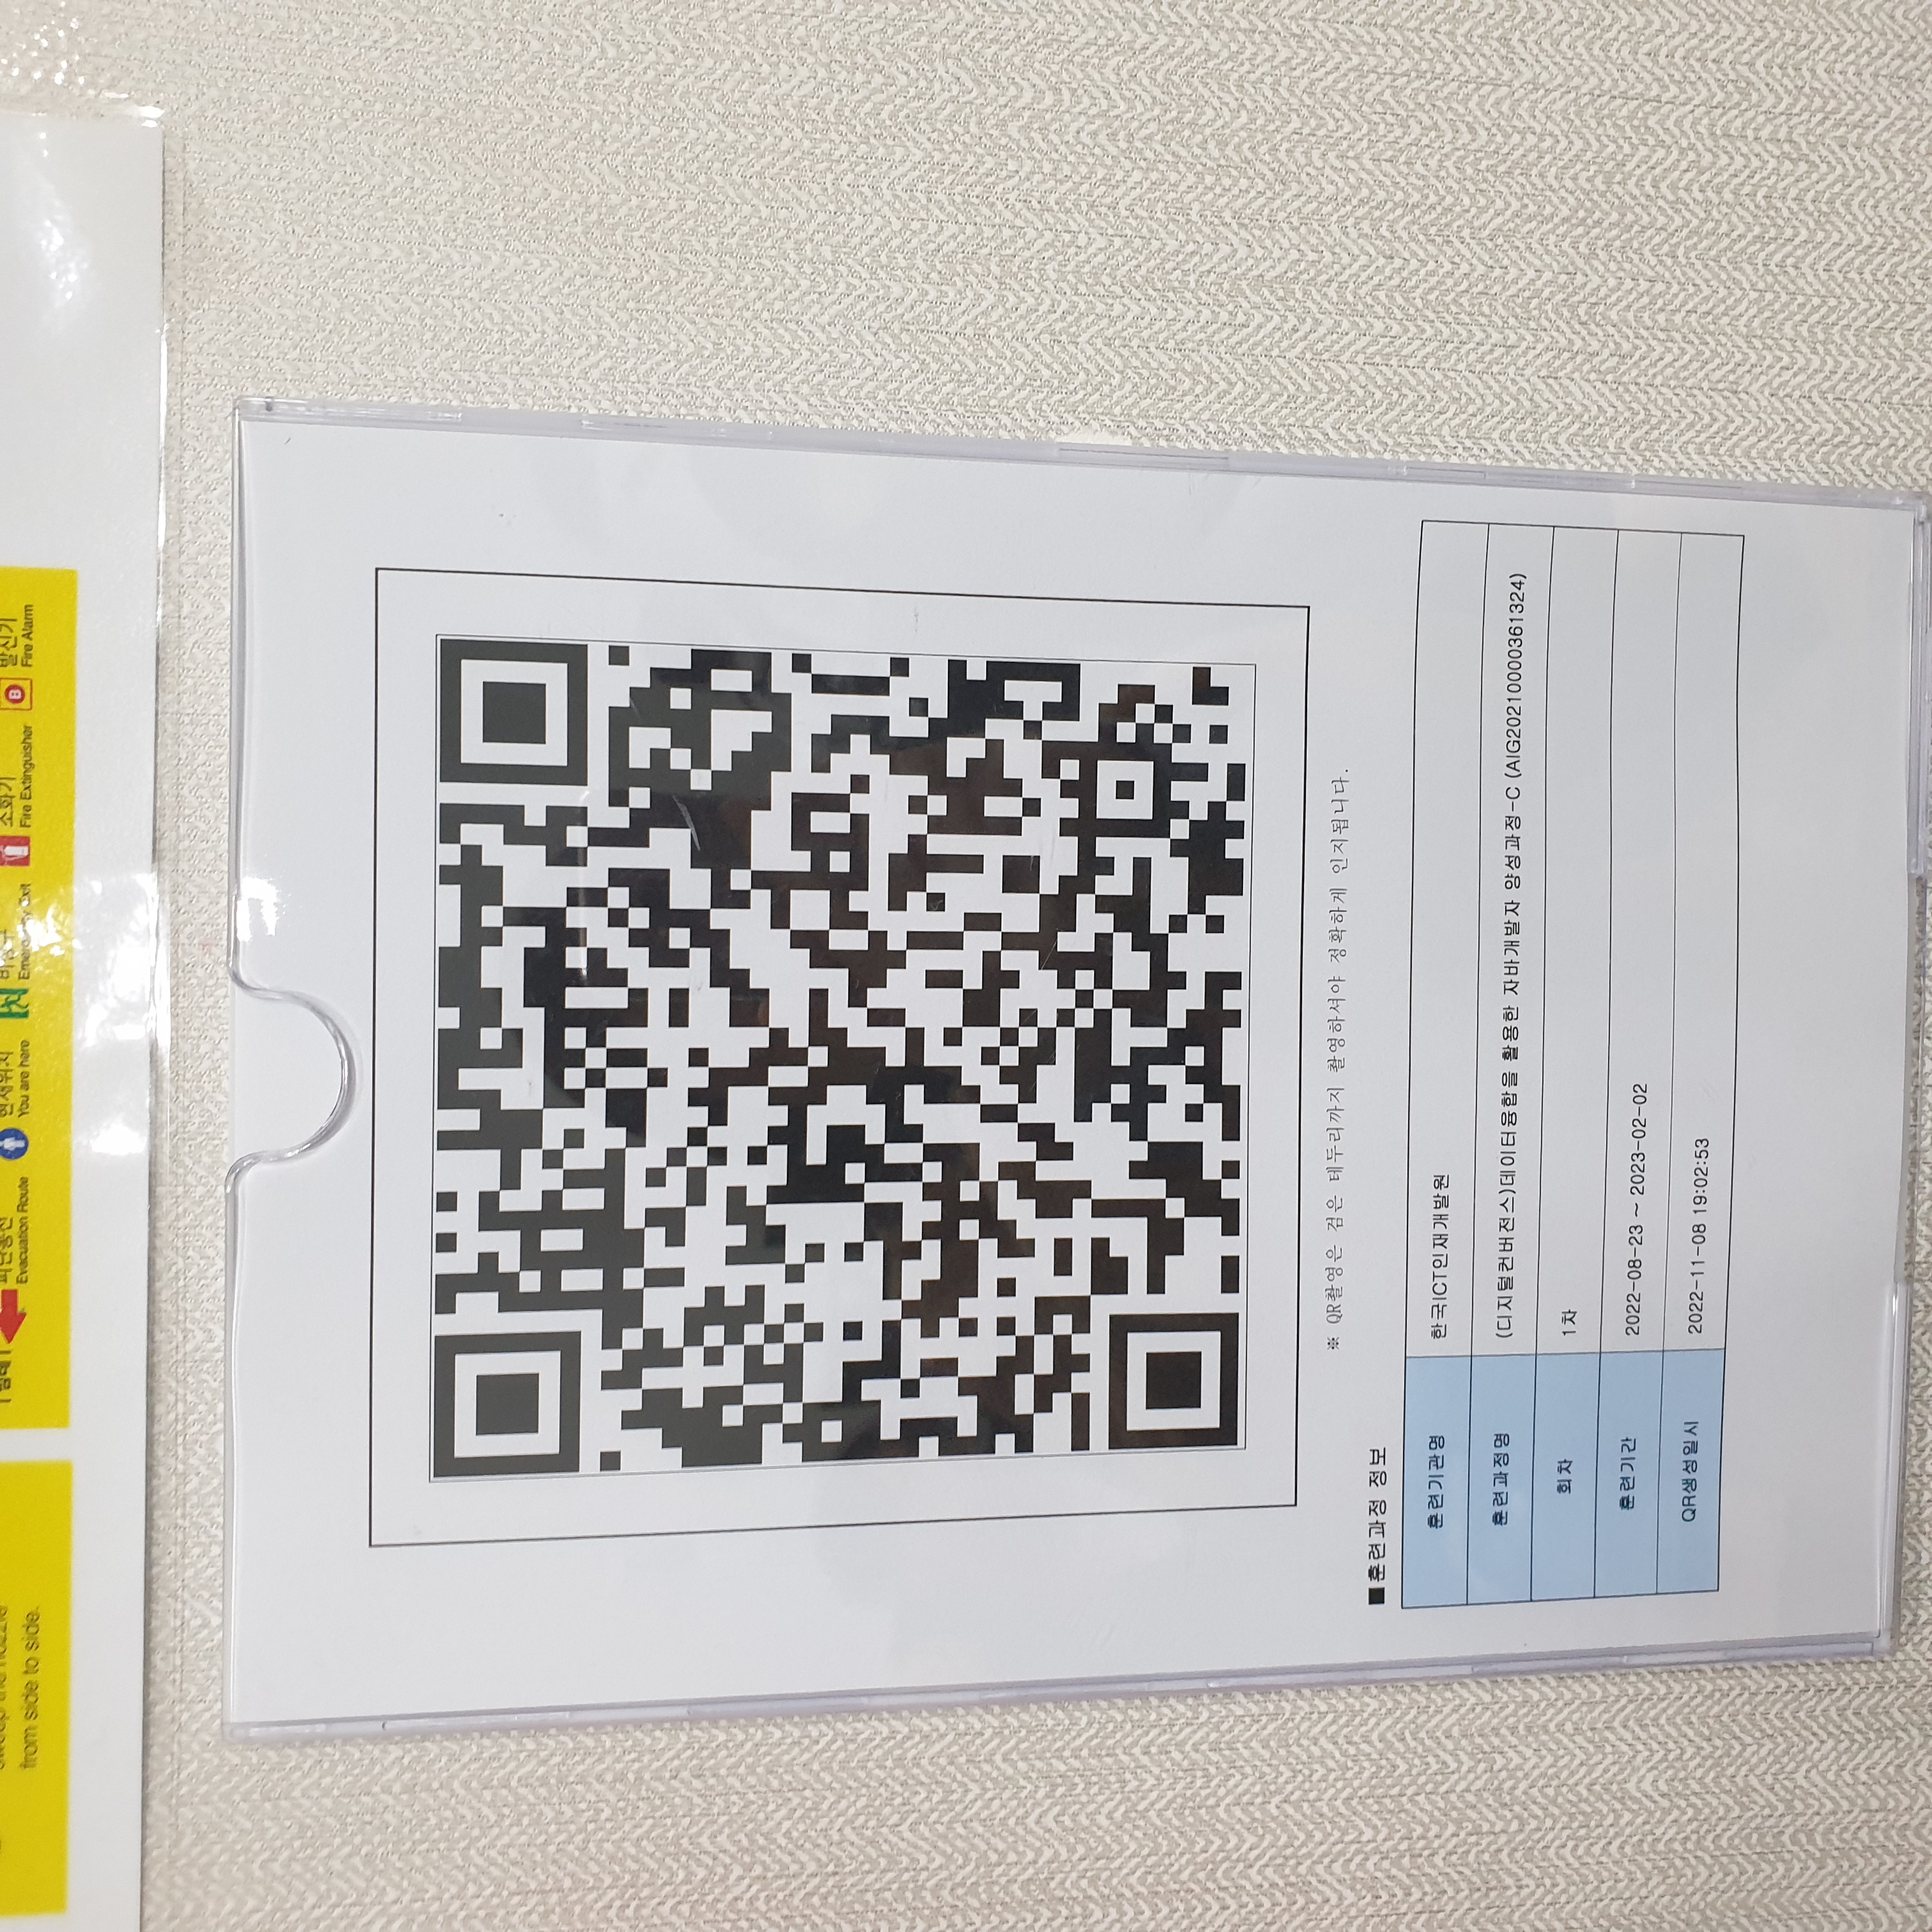 from side to side.
피난동선 현재위치 비상구 소화기 발신기
Evacuation Route You are here Emergency Exit Fire Extinguisher B Fire Alarm
※ QR촬영은 검은 테두리까지 촬영하셔야 정확하게 인지됩니다.
■훈련과정 정보
훈련기관명 한국ICT인재개발원
훈련과정명 (디지털컨버전스)데이터융합을 활용한 자바개발자 양성과정-C (AIG20210000361324)
회차 1차
훈련기간 2022-08-23 ~ 2023-02-02
QR생성일시 2022-11-08 19:02:53